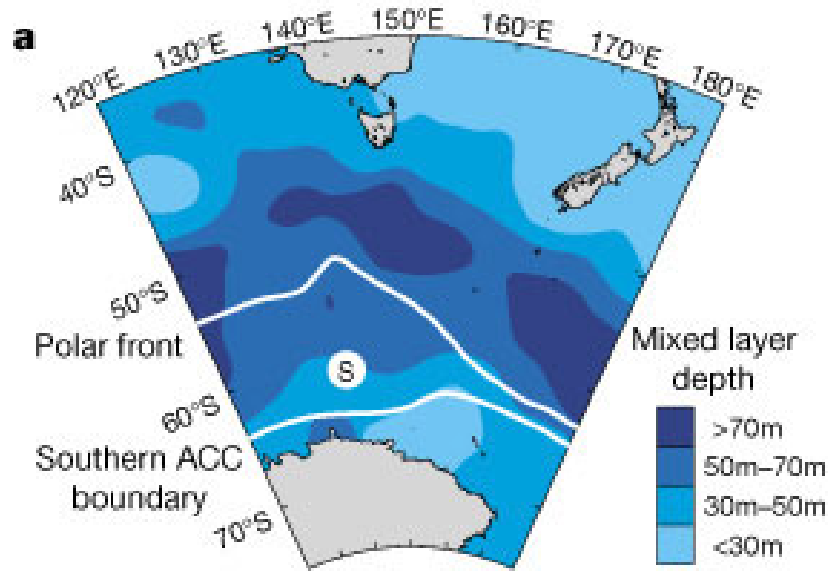 a
120°E
130°E
140°E
150°E
160°E
170°E
180°E
40°S
50°S
Polar front
60°S
Southern ACC
boundary
70°S
S
Mixed layer
depth
>70m
50m–70m
30m–50m
<30m